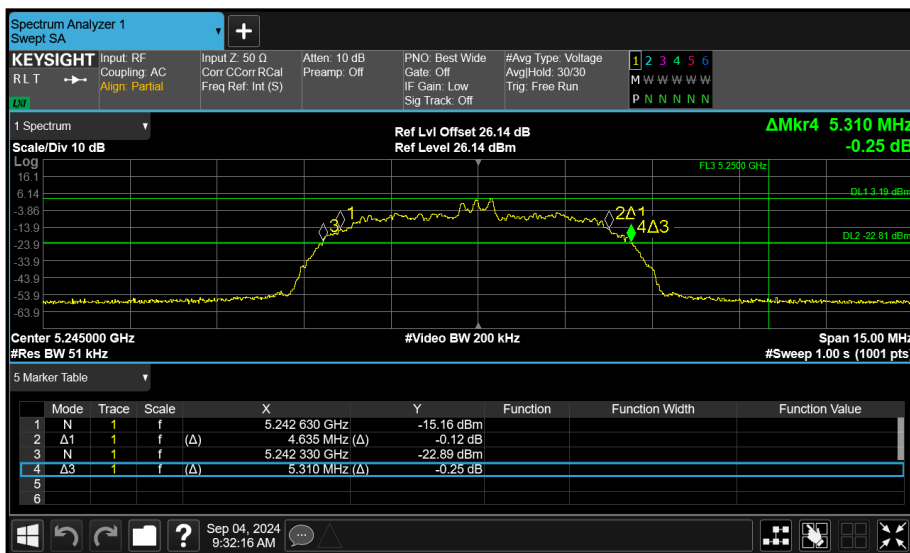 Spectrum Analyzer 1
Swept SA
KEYSIGHT
R L T
LXI
Input: RF
Coupling: AC
Align: Partial
Input Z: 50 Ω
Corr CCorr RCal
Freq Ref: Int (S)
Atten: 10 dB
Preamp: Off
PNO: Best Wide
Gate: Off
IF Gain: Low
Sig Track: Off
#Avg Type: Voltage
Avg|Hold: 30/30
Trig: Free Run
1 2 3 4 5 6
M W W W W W
P N N N N N
1 Spectrum
Scale/Div 10 dB
Ref Lvl Offset 26.14 dB
Ref Level 26.14 dBm
ΔMkr4 5.310 MHz
-0.25 dB
Log
16.1
6.14
-3.86
-13.9
-23.9
-33.9
-43.9
-53.9
-63.9
FL3 5.2500 GHz
DL1 3.19 dBm
DL2 -22.81 dBm
1
3
2Δ1
4Δ3
Center 5.245000 GHz
#Res BW 51 kHz
#Video BW 200 kHz
Span 15.00 MHz
#Sweep 1.00 s (1001 pts
5 Marker Table
Mode Trace Scale X Y Function Function Width Function Value
1 N 1 f 5.242 630 GHz -15.16 dBm
2 Δ1 1 f (Δ) 4.635 MHz (Δ) -0.12 dB
3 N 1 f 5.242 330 GHz -22.89 dBm
4 Δ3 1 f (Δ) 5.310 MHz (Δ) -0.25 dB
5
6
?
Sep 04, 2024
9:32:16 AM